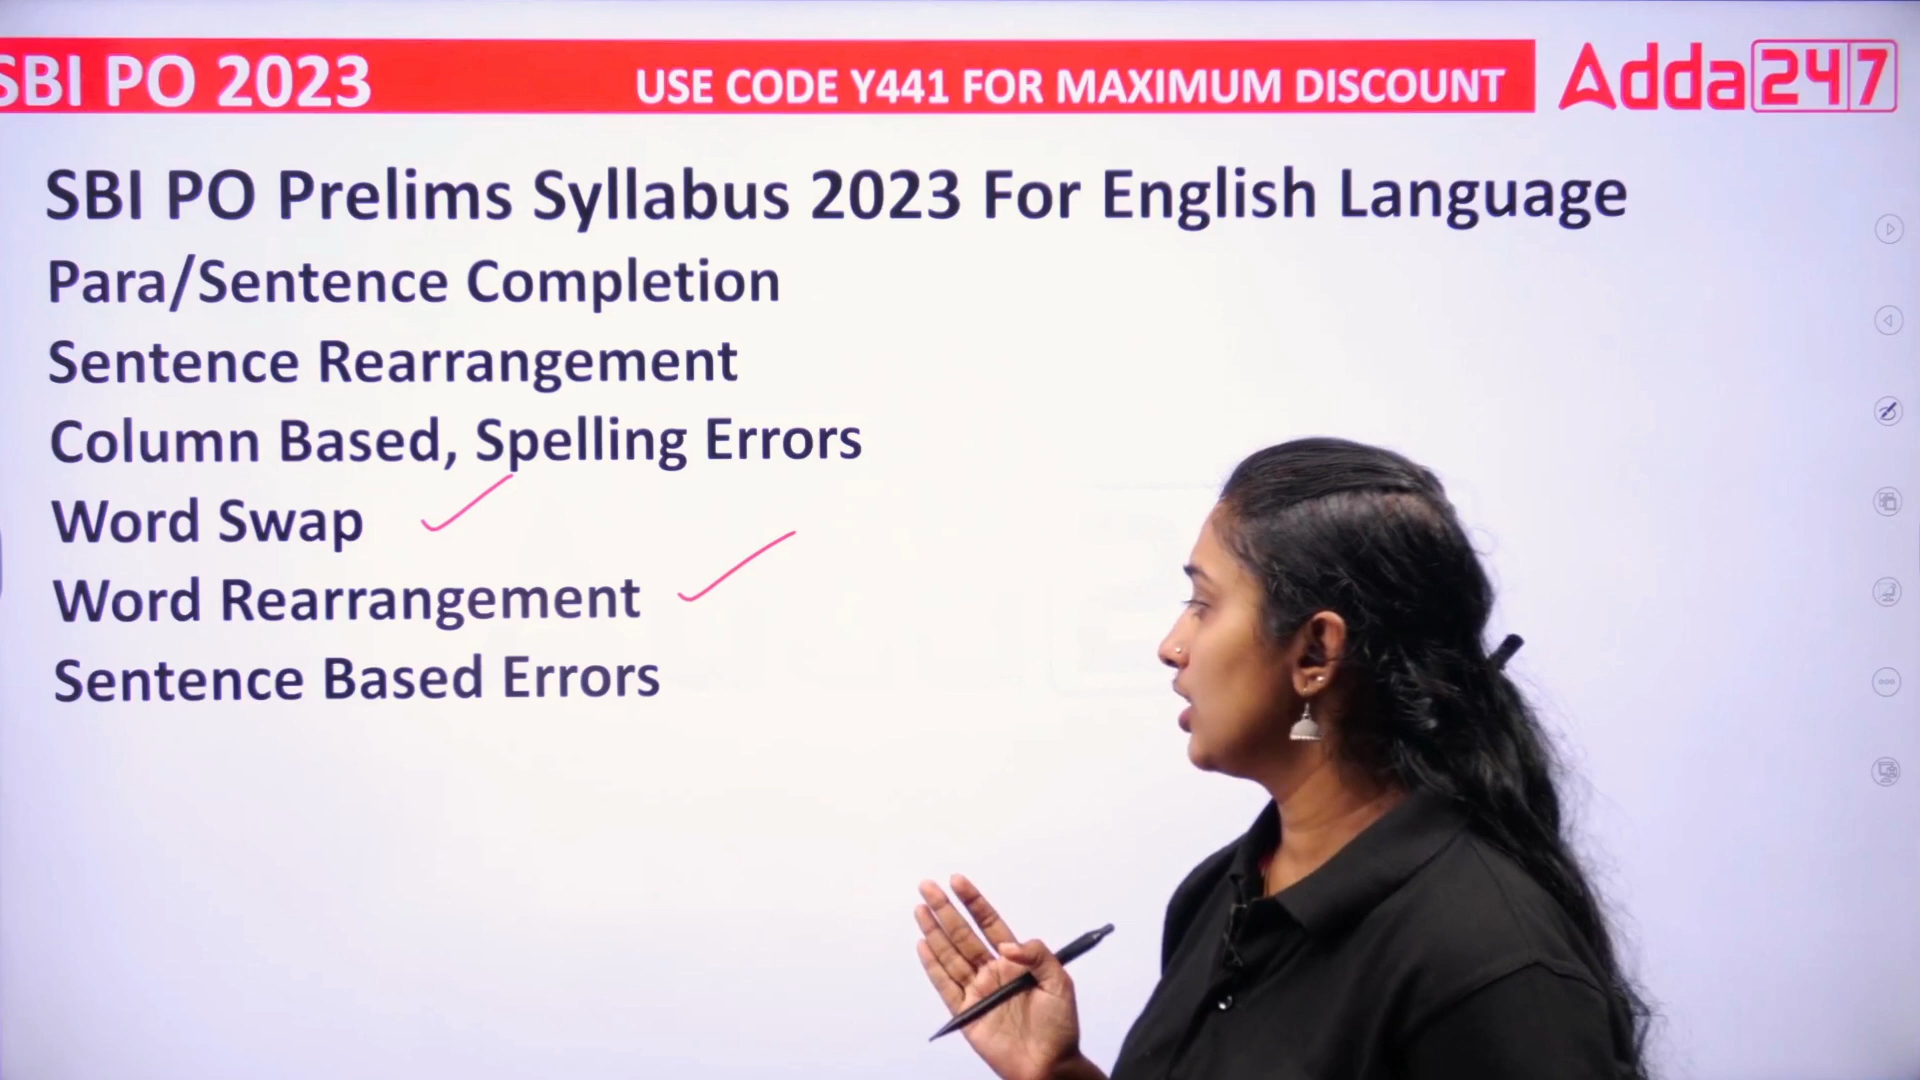 SBI PO 2023
USE CODE Y441 FOR MAXIMUM DISCOUNT
Adda247
SBI PO Prelims Syllabus 2023 For English Language
Para/Sentence Completion
Sentence Rearrangement
Column Based, Spelling Errors
Word Swap
Word Rearrangement
Sentence Based Errors